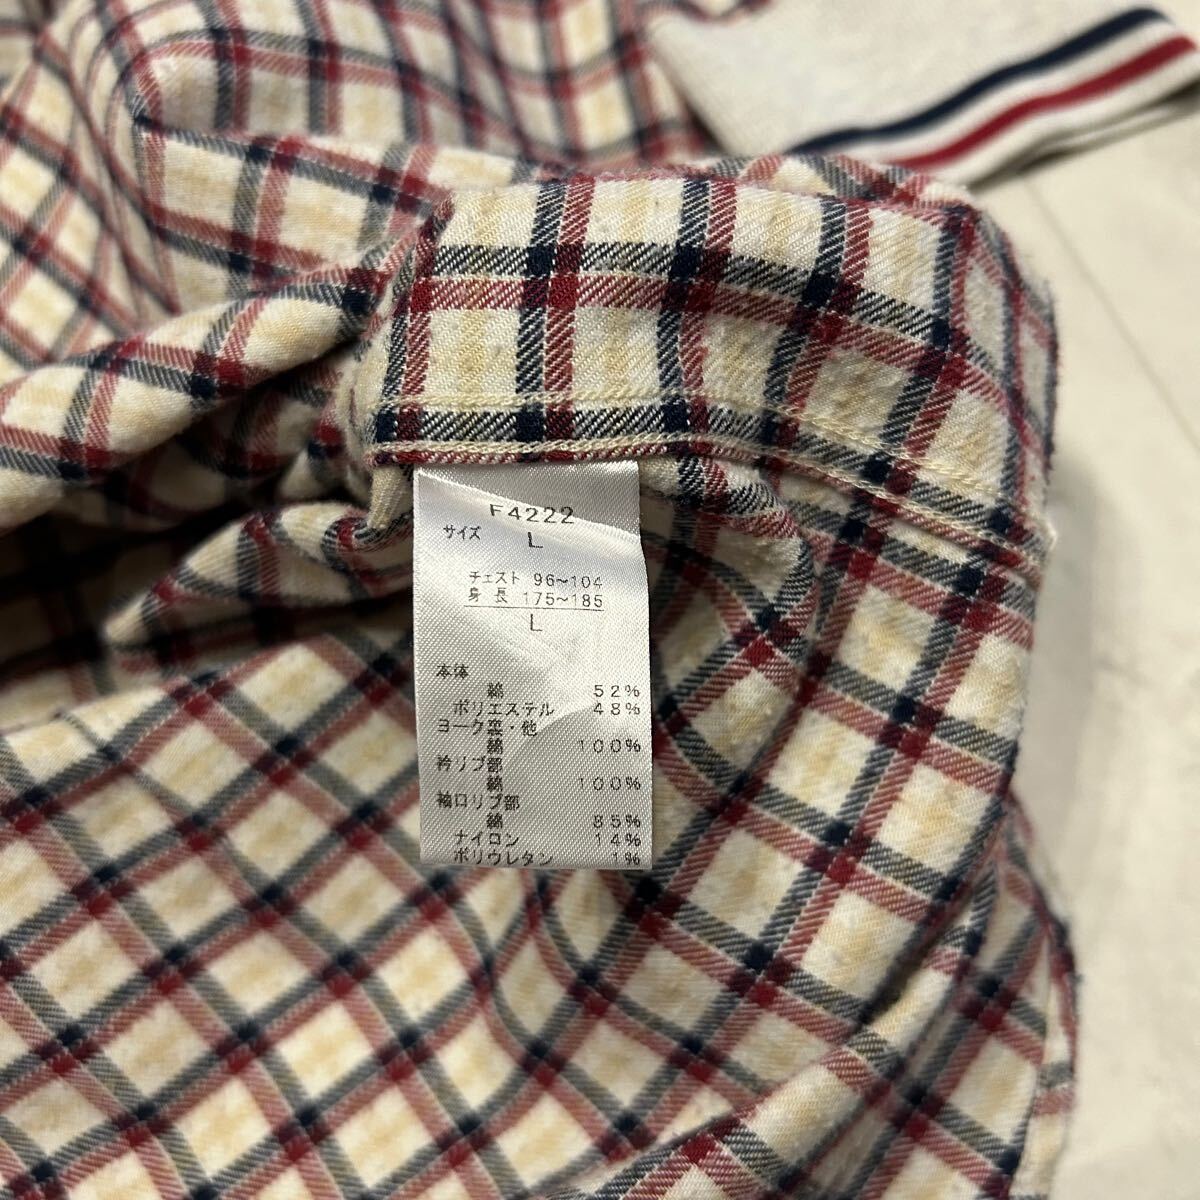 F4222
サイズ L
チェスト 96~104
身長 175~185
L
本体
綿 52%
ポリエステル 48%
ヨーク裏・他
綿 100%
衿リブ部
綿 100%
袖口リブ部
綿 85%
ナイロン 14%
ポリウレタン 1%